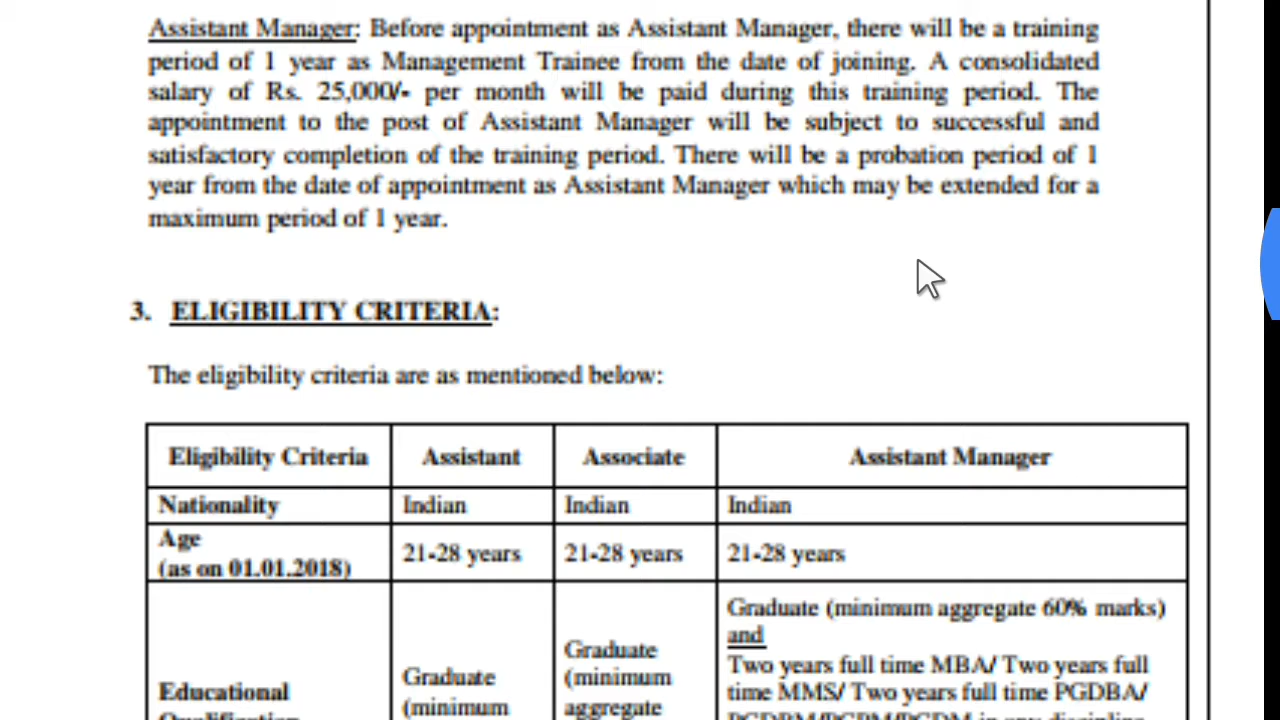 Assistant Manager: Before appointment as Assistant Manager, there will be a training
period of 1 year as Management Trainee from the date of joining. A consolidated
salary of Rs. 25,000/- per month will be paid during this training period. The
appointment to the post of Assistant Manager will be subject to successful and
satisfactory completion of the training period. There will be a probation period of 1
year from the date of appointment as Assistant Manager which may be extended for a
maximum period of 1 year.
3. ELIGIBILITY CRITERIA:
The eligibility criteria are as mentioned below:
Eligibility Criteria Assistant Associate Assistant Manager
Nationality Indian Indian Indian
Age
(as on 01.01.2018) 21-28 years 21-28 years 21-28 years
Educational
Qualification
Graduate
(minimum
Graduate
(minimum
aggregate
Graduate (minimum aggregate 60% marks)
and
Two years full time MBA/ Two years full
time MMS/ Two years full time PGDBA/
PGDBM/PGPM/PGDM in any discipline